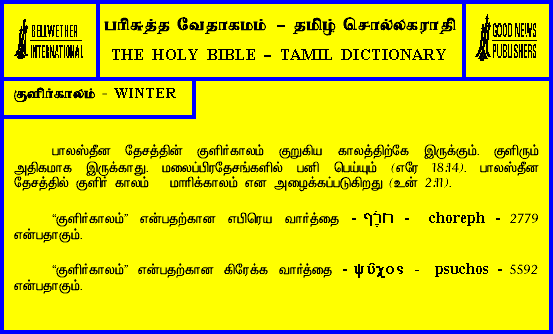 BELLWETHER
INTERNATIONAL
பரிசுத்த வேதாகமம் – தமிழ் சொல்லகராதி
THE HOLY BIBLE – TAMIL DICTIONARY
GOOD NEWS
PUBLISHERS
குளிர்காலம் - WINTER
பாலஸ்தீன தேசத்தின் குளிர்காலம் குறுகிய காலத்திற்கே இருக்கும். குளிரும்
அதிகமாக இருக்காது. மலைப்பிரதேசங்களில் பனி பெய்யும் (எரே 18:14). பாலஸ்தீன
தேசத்தில் குளிர் காலம் மாரிக்காலம் என அழைக்கப்படுகிறது (உன் 2:11).
“குளிர்காலம்” என்பதற்கான எபிரெய வார்த்தை - חֹרֶף - choreph - 2779
என்பதாகும்.
“குளிர்காலம்” என்பதற்கான கிரேக்க வார்த்தை - ψῦχος - psuchos - 5592
என்பதாகும்.